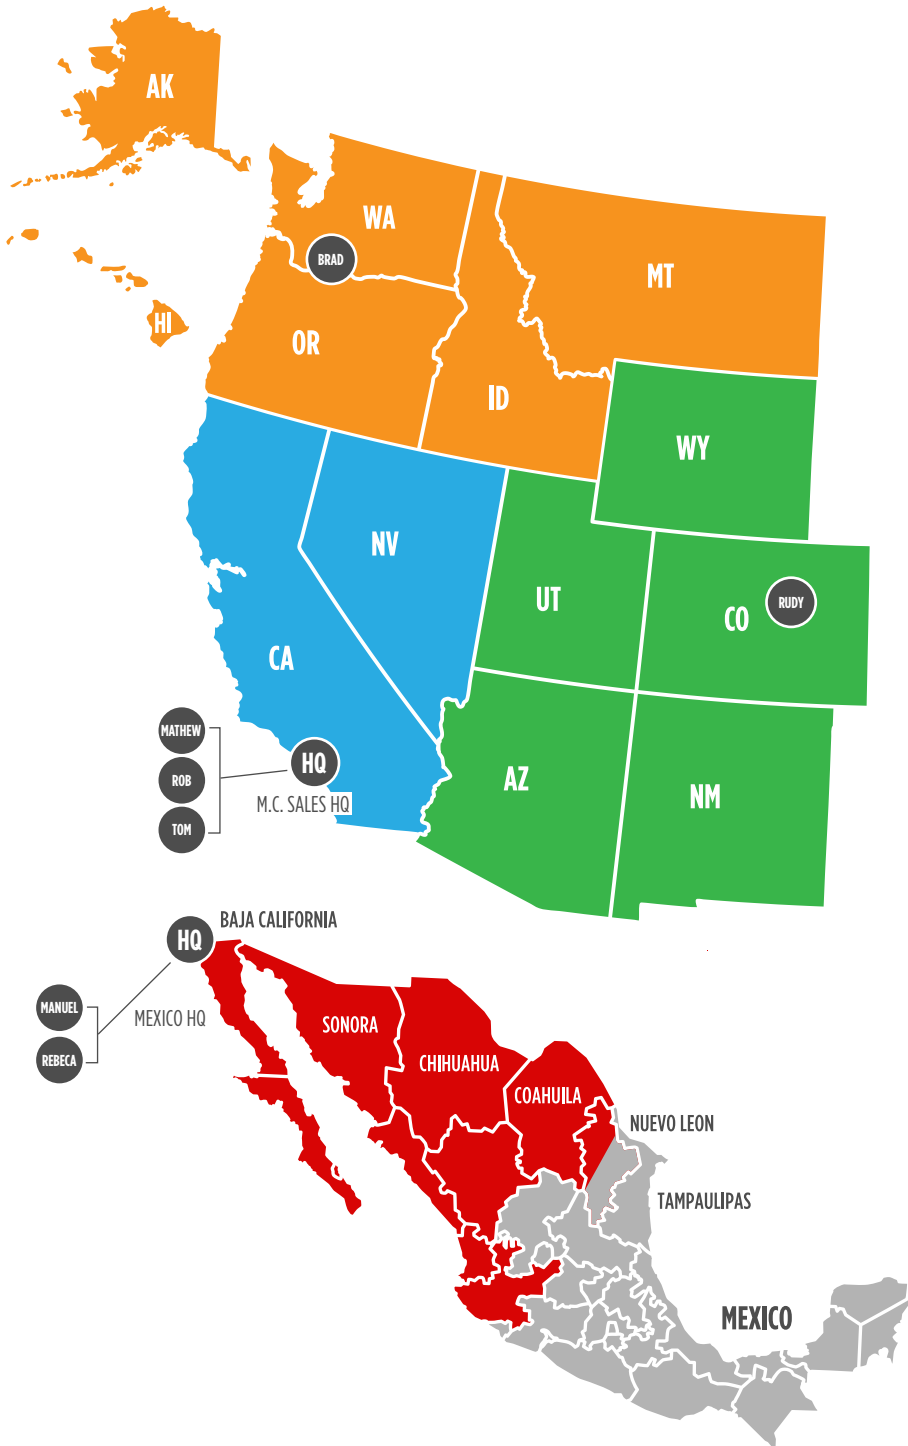 AK
WA
BRAD
MT
HI
OR
ID
WY
NV
UT
CO
RUDY
CA
MATHEW
ROB
TOM
HQ
M.C. SALES HQ
AZ
NM
BAJA CALIFORNIA
HQ
MANUEL
REBECA
MEXICO HQ
SONORA
CHIHUAHUA
COAHUILA
NUEVO LEON
TAMPAULIPAS
MEXICO